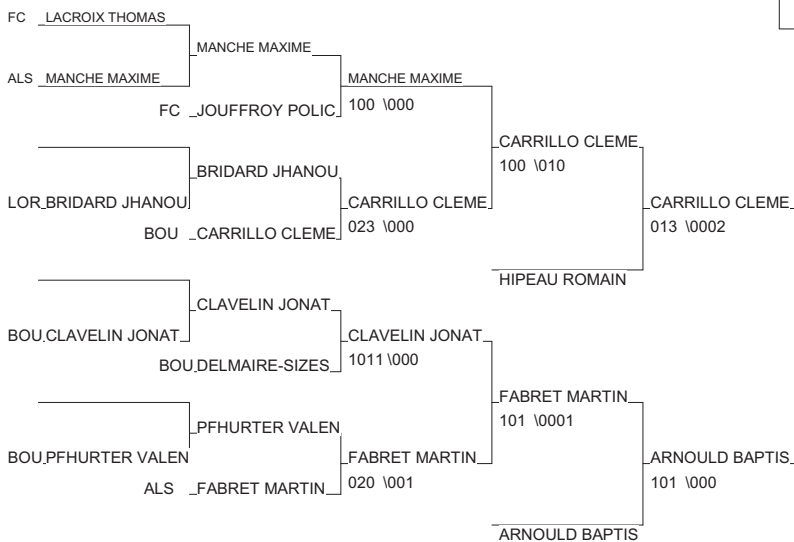 FC LACROIX THOMAS
MANCHE MAXIME
ALS MANCHE MAXIME
MANCHE MAXIME
FC JOUFFROY POLIC
100 \000
CARRILLO CLEME
100 \010
BRIDARD JHANOU
LOR BRIDARD JHANOU
CARRILLO CLEME
CARRILLO CLEME
BOU CARRILLO CLEME
023 \000
013 \0002
HIPEAU ROMAIN
CLAVELIN JONAT
BOU CLAVELIN JONAT
CLAVELIN JONAT
BOU DELMAIRE-SIZES
1011 \000
FABRET MARTIN
101 \0001
PFHURTER VALEN
BOU PFHURTER VALEN
FABRET MARTIN
ARNOULD BAPTIS
ALS FABRET MARTIN
020 \001
101 \000
ARNOULD BAPTIS